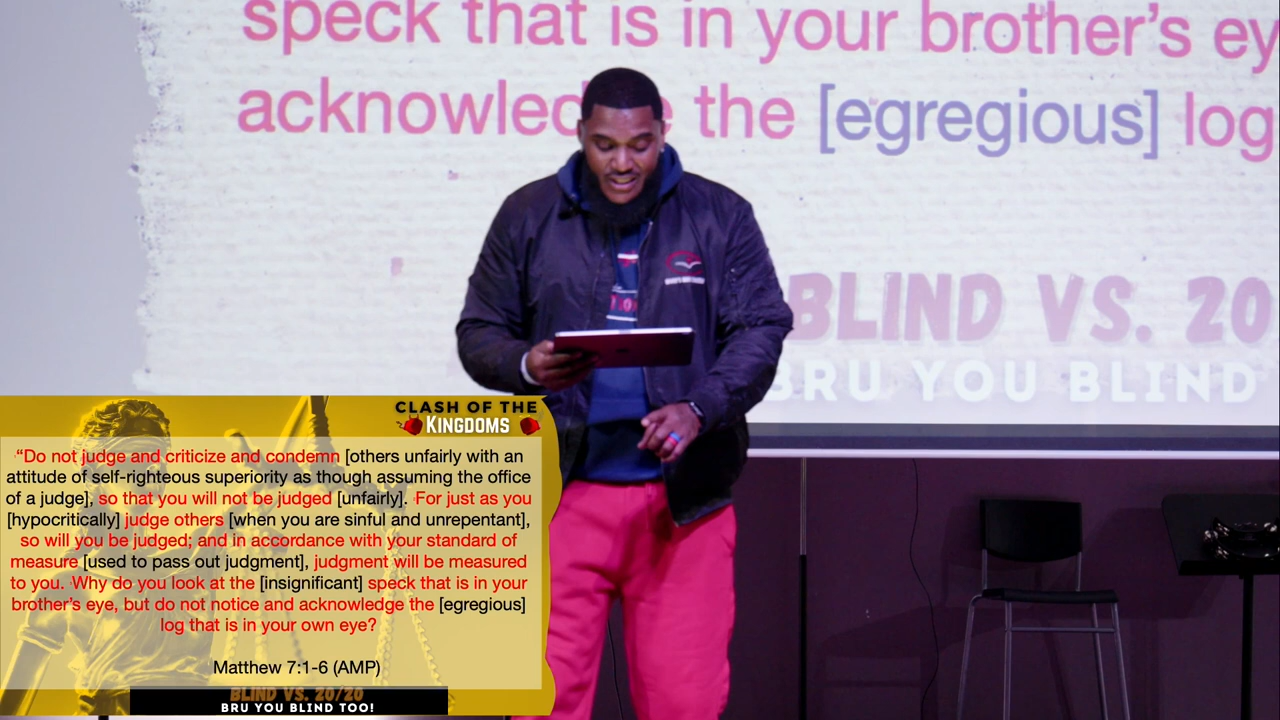 speck that is in your brother's ey
acknowledge the [egregious] log
BLIND VS. 20
BRU YOU BLIND
CLASH OF THE
KINGDOMS
“Do not judge and criticize and condemn [others unfairly with an
attitude of self-righteous superiority as though assuming the office
of a judge], so that you will not be judged [unfairly]. For just as you
[hypocritically] judge others [when you are sinful and unrepentant],
so will you be judged; and in accordance with your standard of
measure [used to pass out judgment], judgment will be measured
to you. Why do you look at the [insignificant] speck that is in your
brother's eye, but do not notice and acknowledge the [egregious]
log that is in your own eye?
Matthew 7:1-6 (AMP)
BLIND VS. 20/20
BRU YOU BLIND TOO!